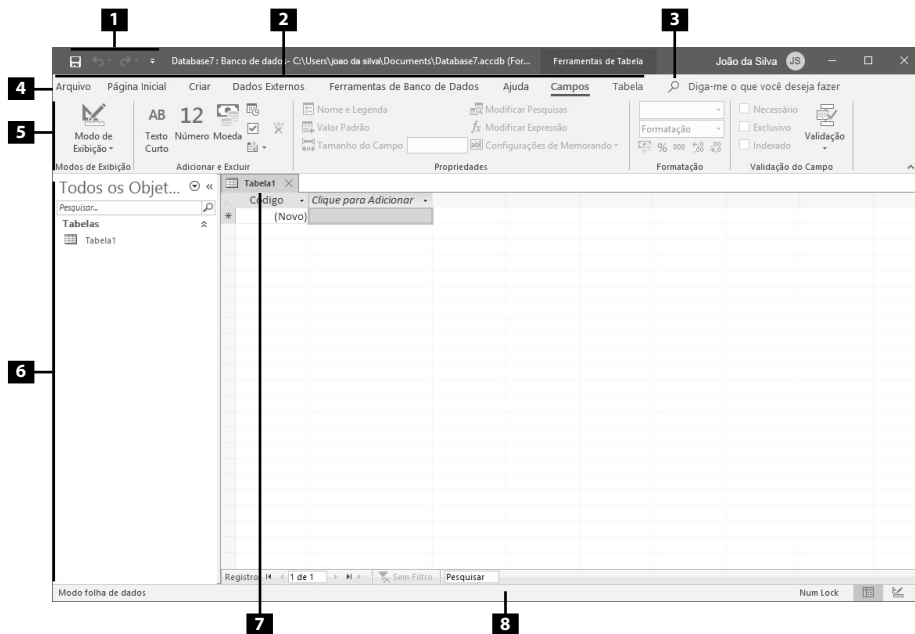 1 2 3
Database7 : Banco de dados- C:\Users\joao da silva\Documents\Database7.accdb (For... Ferramentas de Tabela João da Silva JS
4
Arquivo Página Inicial Criar Dados Externos Ferramentas de Banco de Dados Ajuda Campos Tabela Diga-me o que você deseja fazer
5
Modo de Exibição
AB Texto Curto
12 Número
Moeda
Nome e Legenda
Valor Padrão
Tamanho do Campo
Modificar Pesquisas
fx Modificar Expressão
ab Configurações de Memorando
Formatação
% 000
Necessário
Exclusivo
Indexado
Validação
Modos de Exibição Adicionar e Excluir Propriedades Formatação Validação do Campo
Todos os Objet... «
Pesquisar...
Tabelas
Tabela1
Tabela1
Código Clique para Adicionar
* (Novo)
6
Registro: 1 de 1 Sem Filtro Pesquisar
Modo folha de dados Num Lock
7 8